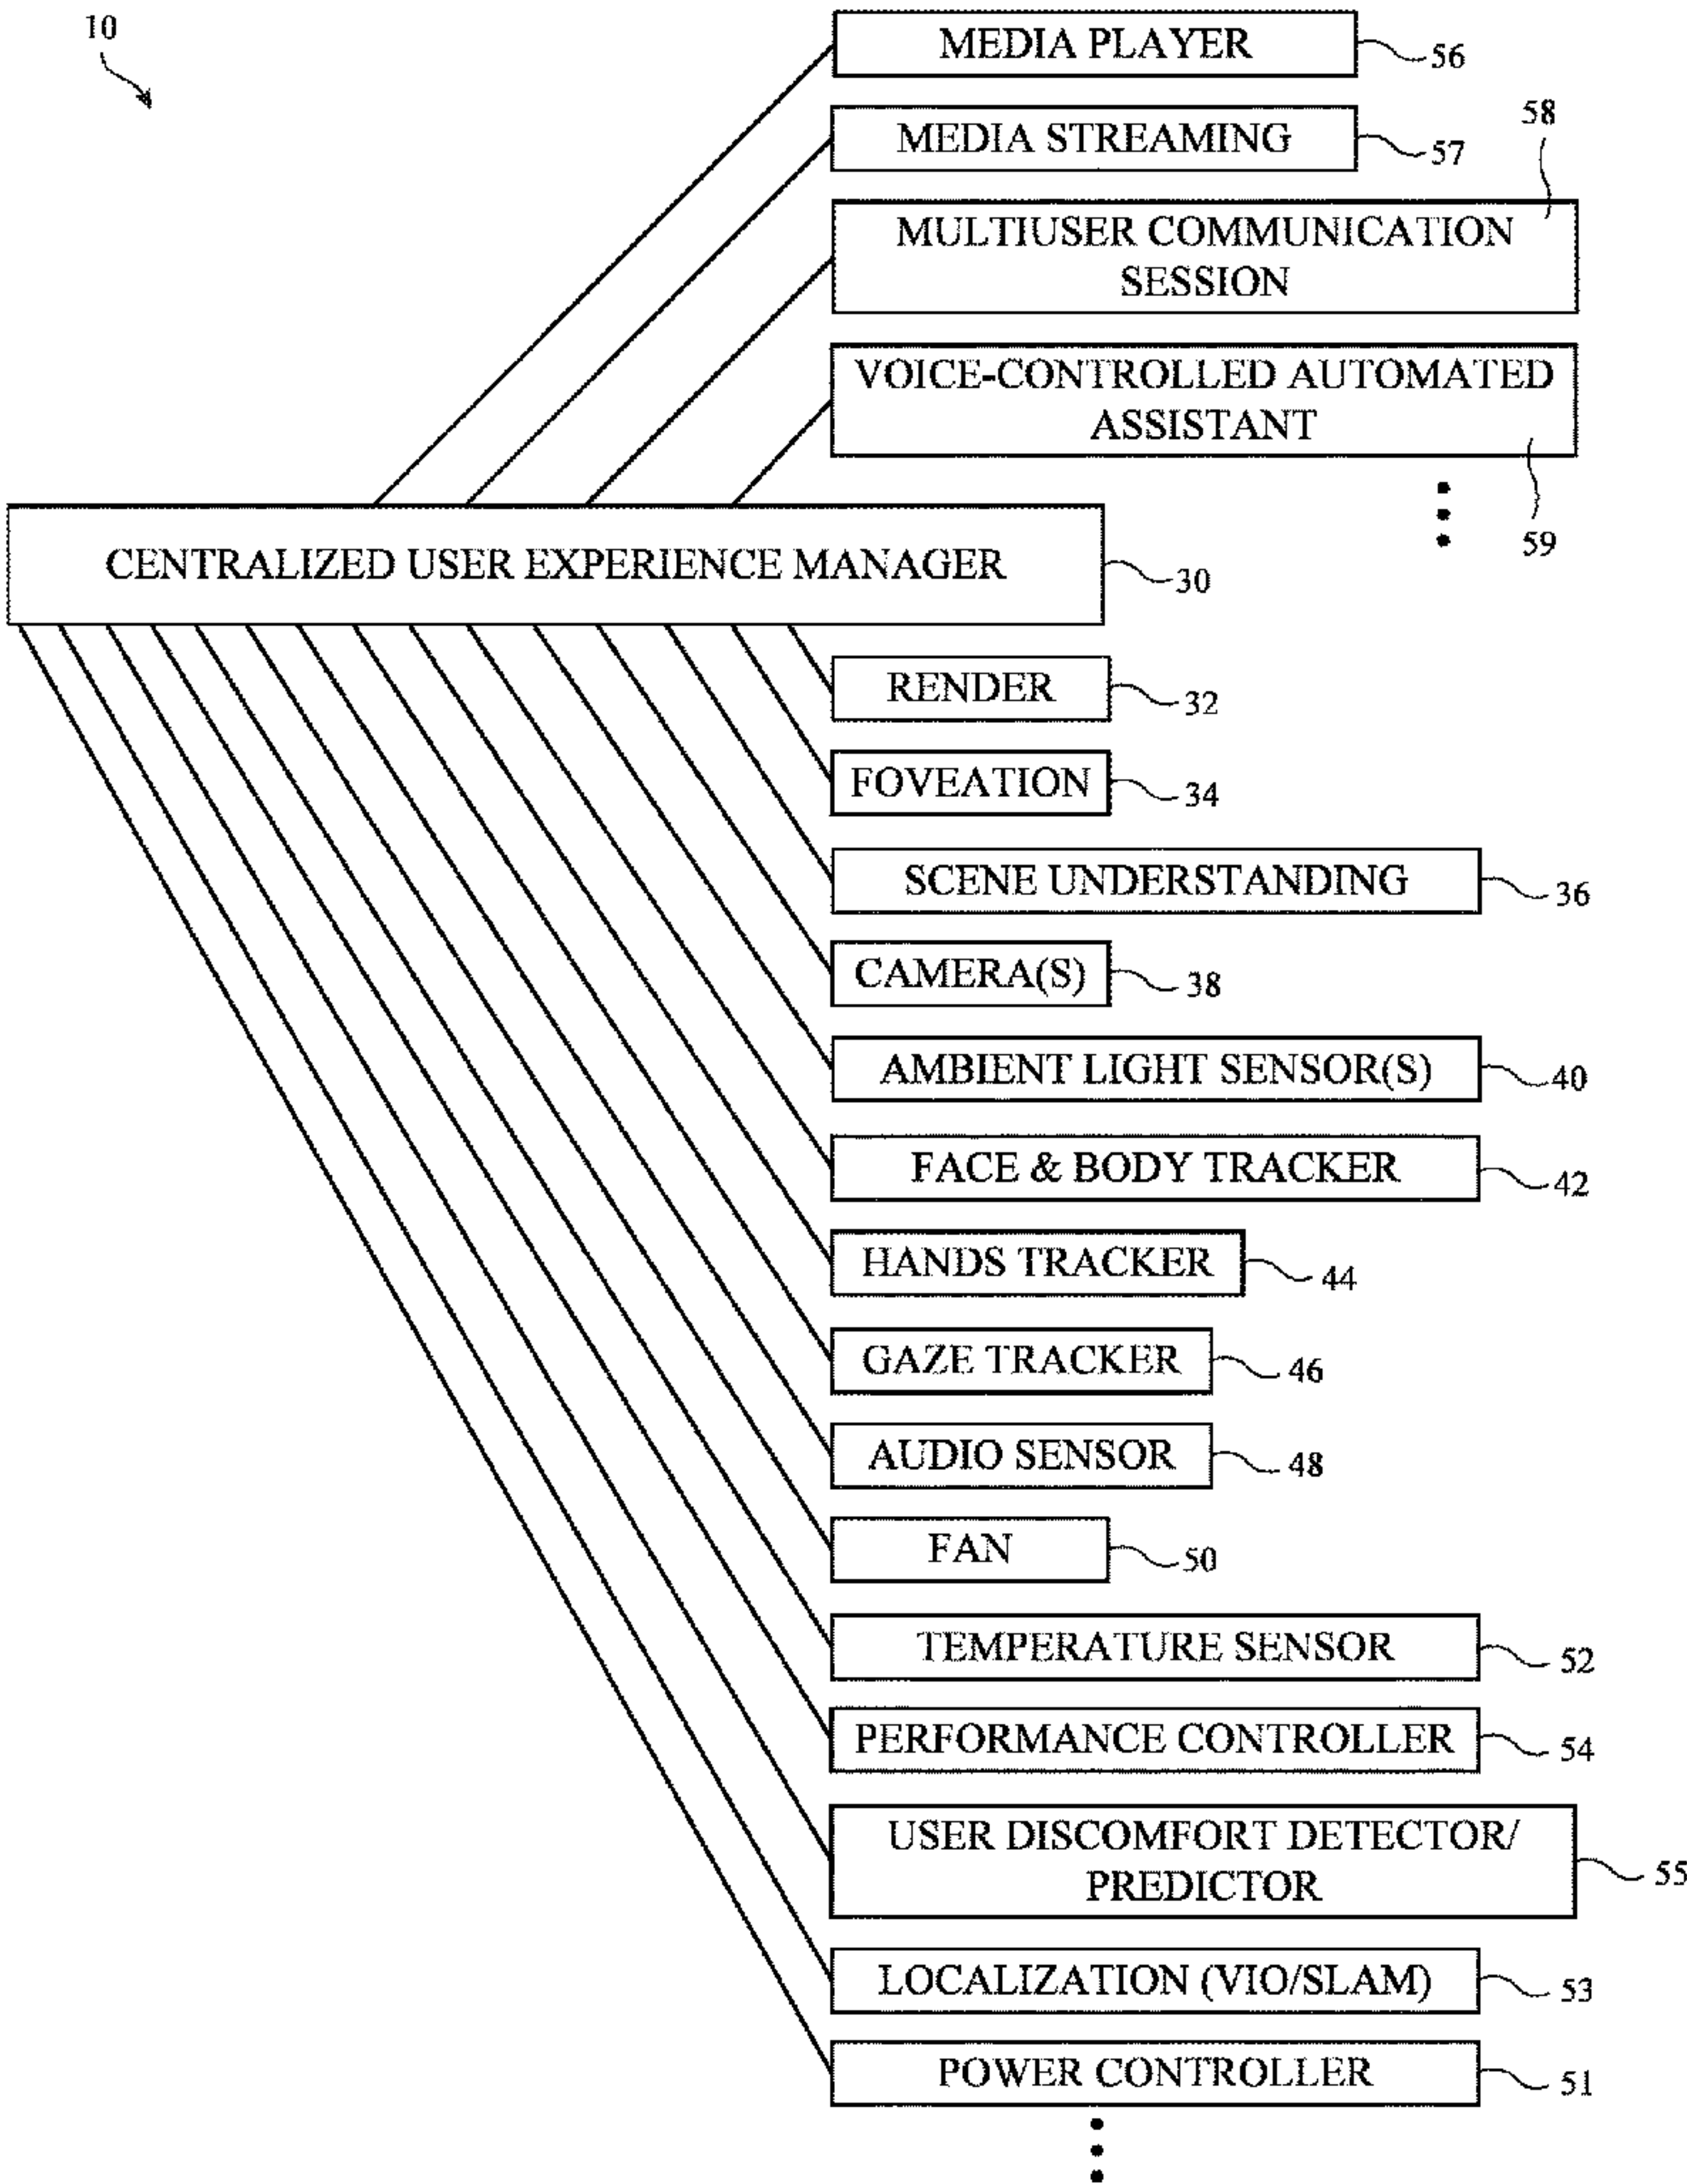 10
MEDIA PLAYER
56
MEDIA STREAMING
57
58
MULTIUSER COMMUNICATION
SESSION
VOICE-CONTROLLED AUTOMATED
ASSISTANT
59
CENTRALIZED USER EXPERIENCE MANAGER
30
RENDER
32
FOVEATION
34
SCENE UNDERSTANDING
36
CAMERA(S)
38
AMBIENT LIGHT SENSOR(S)
40
FACE & BODY TRACKER
42
HANDS TRACKER
44
GAZE TRACKER
46
AUDIO SENSOR
48
FAN
50
TEMPERATURE SENSOR
52
PERFORMANCE CONTROLLER
54
USER DISCOMFORT DETECTOR/
PREDICTOR
55
LOCALIZATION (VIO/SLAM)
53
POWER CONTROLLER
51